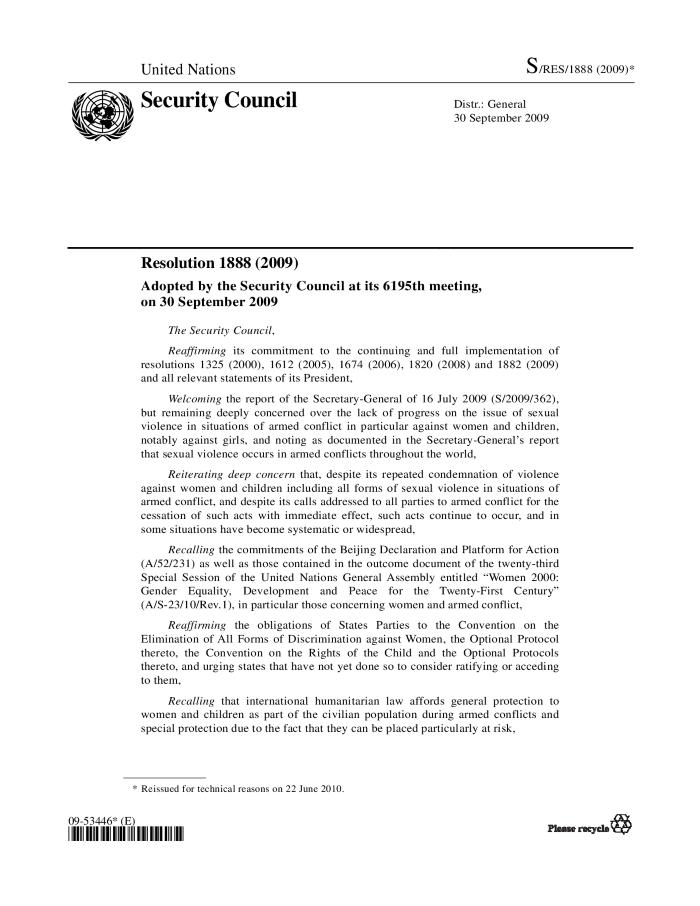 United Nations
S/RES/1888 (2009)*
Security Council
Distr.: General
30 September 2009
Resolution 1888 (2009)
Adopted by the Security Council at its 6195th meeting,
on 30 September 2009
The Security Council,
Reaffirming its commitment to the continuing and full implementation of
resolutions 1325 (2000), 1612 (2005), 1674 (2006), 1820 (2008) and 1882 (2009)
and all relevant statements of its President,
Welcoming the report of the Secretary-General of 16 July 2009 (S/2009/362),
but remaining deeply concerned over the lack of progress on the issue of sexual
violence in situations of armed conflict in particular against women and children,
notably against girls, and noting as documented in the Secretary-General's report
that sexual violence occurs in armed conflicts throughout the world,
Reiterating deep concern that, despite its repeated condemnation of violence
against women and children including all forms of sexual violence in situations of
armed conflict, and despite its calls addressed to all parties to armed conflict for the
cessation of such acts with immediate effect, such acts continue to occur, and in
some situations have become systematic or widespread,
Recalling the commitments of the Beijing Declaration and Platform for Action
(A/52/231) as well as those contained in the outcome document of the twenty-third
Special Session of the United Nations General Assembly entitled “Women 2000:
Gender Equality, Development and Peace for the Twenty-First Century”
(A/S-23/10/Rev.1), in particular those concerning women and armed conflict,
Reaffirming the obligations of States Parties to the Convention on the
Elimination of All Forms of Discrimination against Women, the Optional Protocol
thereto, the Convention on the Rights of the Child and the Optional Protocols
thereto, and urging states that have not yet done so to consider ratifying or acceding
to them,
Recalling that international humanitarian law affords general protection to
women and children as part of the civilian population during armed conflicts and
special protection due to the fact that they can be placed particularly at risk,
* Reissued for technical reasons on 22 June 2010.
09-53446* (E)
Please recycle